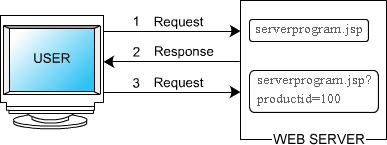 1 Request
serverprogram.jsp
USER
2 Response
3 Request
serverprogram.jsp?
productid=100
WEB SERVER